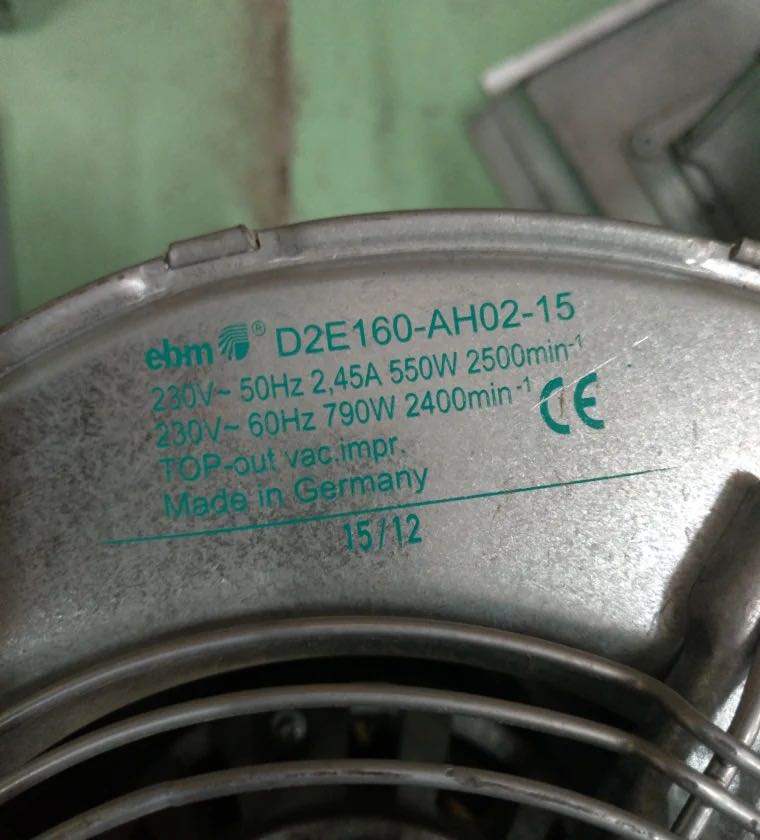 ebm ® D2E160-AH02-15
230V~ 50Hz 2,45A 550W 2500min-1
230V~ 60Hz 790W 2400min-1
CE
TOP-out vac.impr.
Made in Germany
15/12